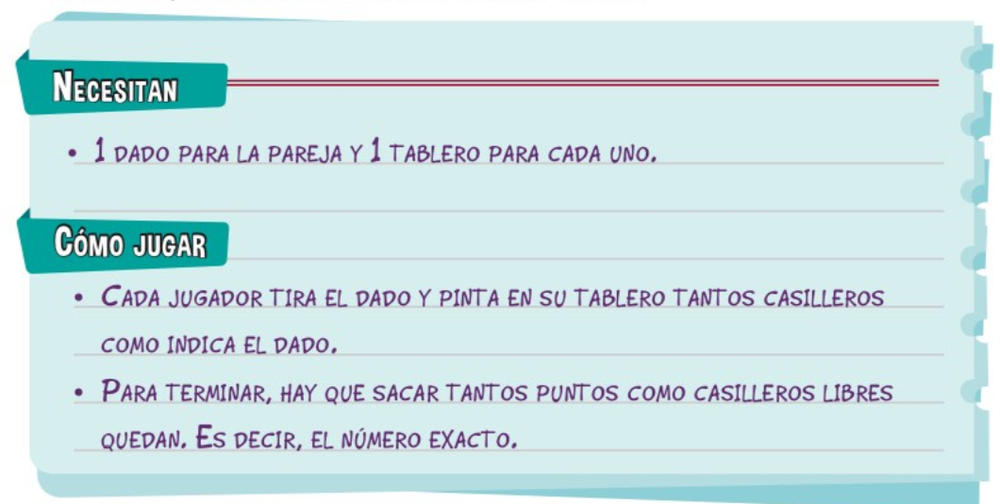 NECESITAN
• 1 DADO PARA LA PAREJA Y 1 TABLERO PARA CADA UNO.
CÓMO JUGAR
• CADA JUGADOR TIRA EL DADO Y PINTA EN SU TABLERO TANTOS CASILLEROS
COMO INDICA EL DADO.
• PARA TERMINAR, HAY QUE SACAR TANTOS PUNTOS COMO CASILLEROS LIBRES
QUEDAN. ES DECIR, EL NÚMERO EXACTO.